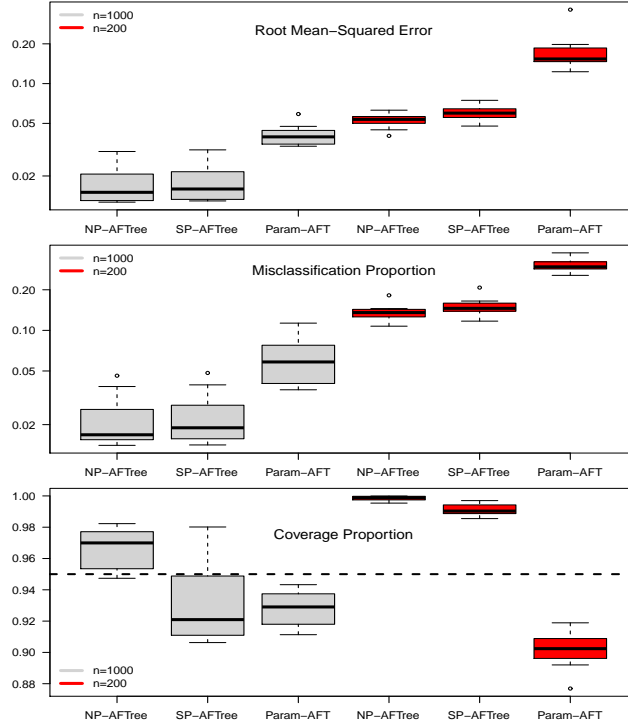 n=1000
n=200
Root Mean−Squared Error
0.20
0.10
0.05
0.02
NP−AFTree SP−AFTree Param−AFT NP−AFTree SP−AFTree Param−AFT
n=1000
n=200
Misclassification Proportion
0.20
0.10
0.05
0.02
NP−AFTree SP−AFTree Param−AFT NP−AFTree SP−AFTree Param−AFT
1.00
0.98
Coverage Proportion
0.96
0.94
0.92
0.90
0.88
n=1000
n=200
NP−AFTree SP−AFTree Param−AFT NP−AFTree SP−AFTree Param−AFT